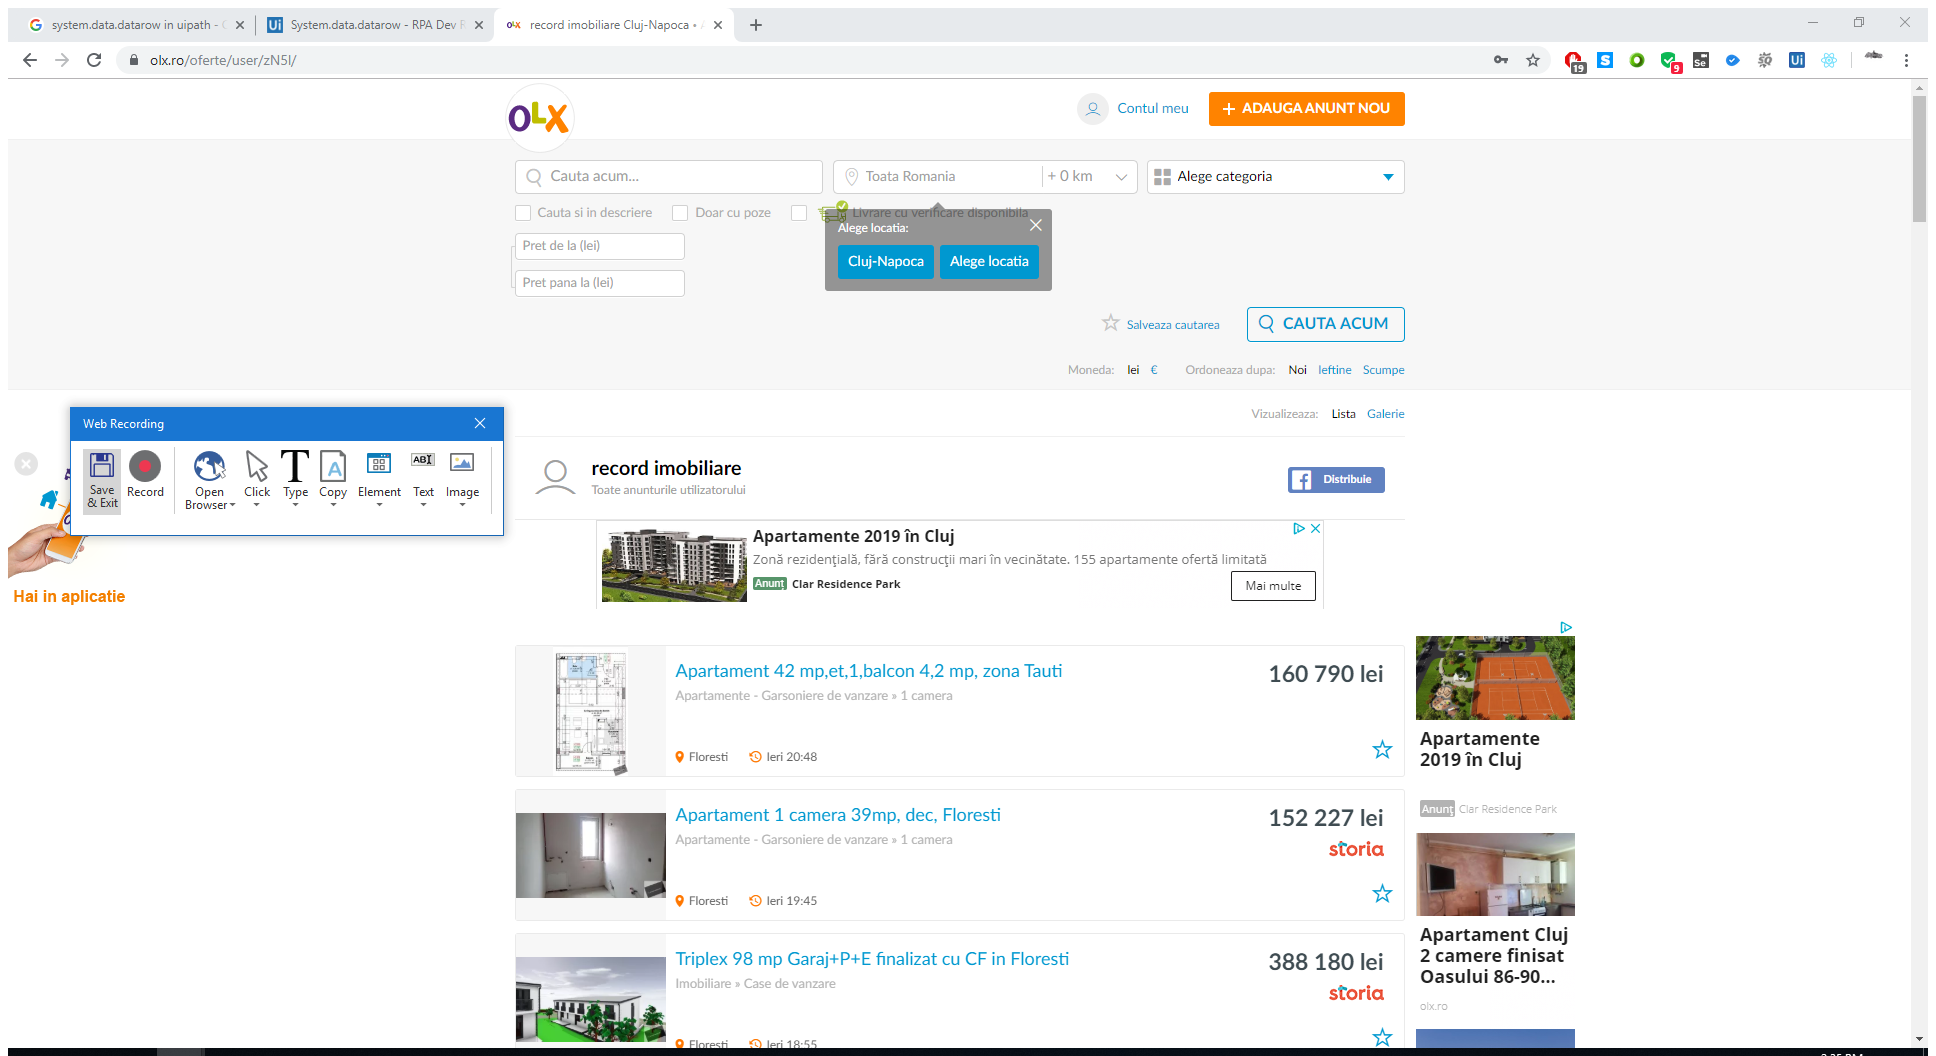 system.data.datarow in uipath -
System.data.datarow - RPA Dev
record imobiliare Cluj-Napoca •
olx.ro/oferte/user/zN5I/
19
9
Se
Ui
OLX
Contul meu
+ ADAUGA ANUNT NOU
Cauta acum...
Toata Romania
+ 0 km
Alege categoria
Cauta si in descriere
Doar cu poze
Livrare cu verificare disponibila
Alege locatia:
Pret de la (lei)
Cluj-Napoca
Alege locatia
Pret pana la (lei)
Salveaza cautarea
CAUTA ACUM
Moneda: lei €
Ordoneaza dupa: Noi Ieftine Scumpe
Vizualizeaza: Lista Galerie
Web Recording
Save & Exit
Record
Open Browser
Click
Type
Copy
Element
Text
Image
Hai in aplicatie
record imobiliare
Toate anunturile utilizatorului
Distribuie
Apartamente 2019 în Cluj
Zonă rezidențială, fără construcții mari în vecinătate. 155 apartamente ofertă limitată
Anunț Clar Residence Park
Mai multe
Apartament 42 mp,et,1,balcon 4,2 mp, zona Tauti
160 790 lei
Apartamente - Garsoniere de vanzare » 1 camera
Floresti
Ieri 20:48
Apartament 1 camera 39mp, dec, Floresti
152 227 lei
Apartamente - Garsoniere de vanzare » 1 camera
storia
Floresti
Ieri 19:45
Triplex 98 mp Garaj+P+E finalizat cu CF in Floresti
388 180 lei
Imobiliare » Case de vanzare
storia
Floresti
Ieri 18:55
Apartamente
2019 în Cluj
Anunț Clar Residence Park
Apartament Cluj
2 camere finisat
Oasului 86-90...
olx.ro